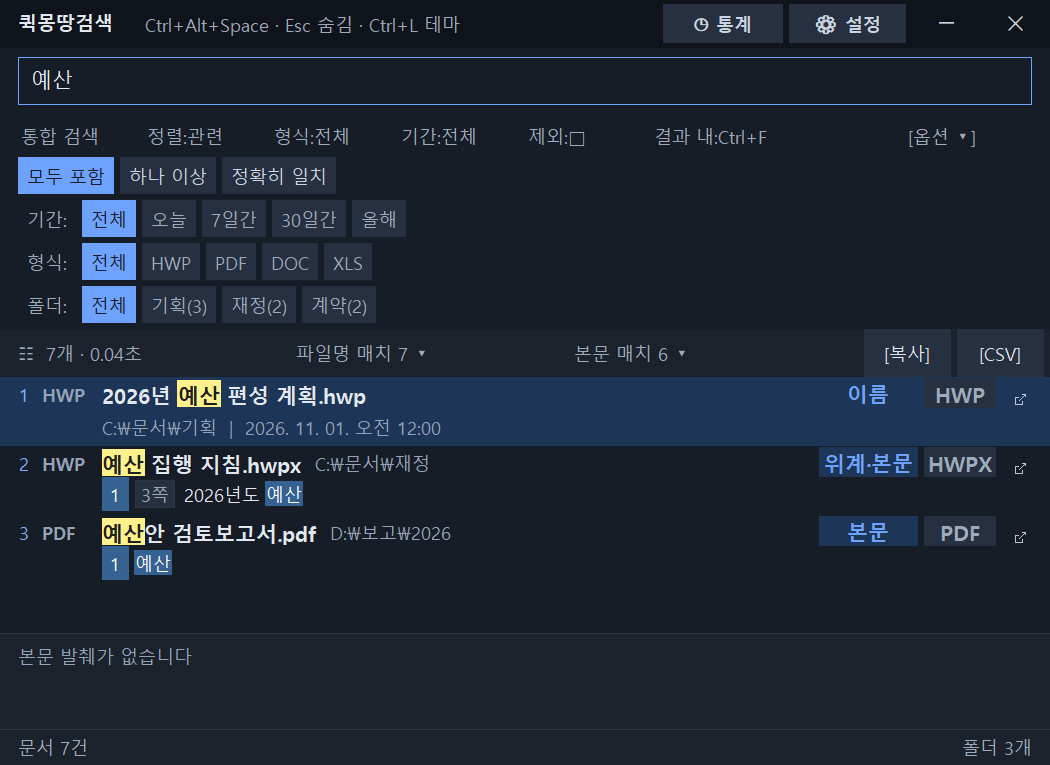 퀵몽땅검색 Ctrl+Alt+Space · Esc 숨김 · Ctrl+L 테마 통계 설정
예산
통합 검색 정렬:관련 형식:전체 기간:전체 제외:□ 결과 내:Ctrl+F [옵션 ▾]
모두 포함 하나 이상 정확히 일치
기간: 전체 오늘 7일간 30일간 올해
형식: 전체 HWP PDF DOC XLS
폴더: 전체 기획(3) 재정(2) 계약(2)
7개 · 0.04초 파일명 매치 7 ▾ 본문 매치 6 ▾ [복사] [CSV]
1 HWP 2026년 예산 편성 계획.hwp 이름 HWP
C:₩문서₩기획 | 2026. 11. 01. 오전 12:00
2 HWP 예산 집행 지침.hwpx C:₩문서₩재정 위계·본문 HWPX
1 3쪽 2026년도 예산
3 PDF 예산안 검토보고서.pdf D:₩보고₩2026 본문 PDF
1 예산
본문 발췌가 없습니다
문서 7건 폴더 3개